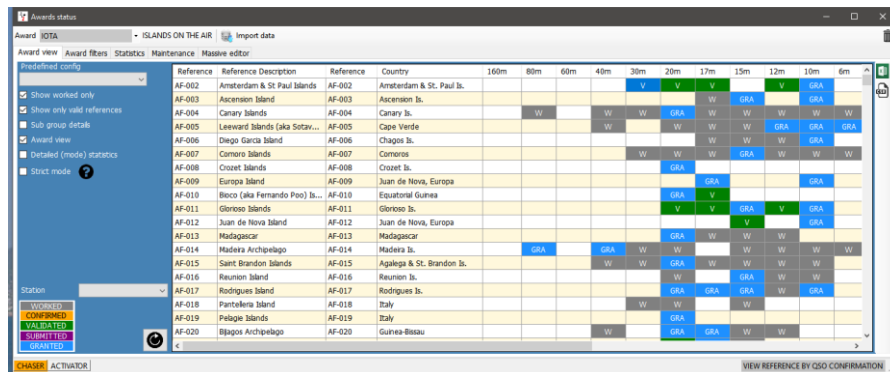 Awards status
Award IOTA ISLANDS ON THE AIR Import data
Award view Award filters Statistics Maintenance Massive editor
Predefined config
Show worked only
Show only valid references
Sub group details
Award view
Detailed (mode) statistics
Strict mode ?
Station
WORKED
CONFIRMED
VALIDATED
SUBMITTED
GRANTED
Reference Reference Description Reference Country 160m 80m 60m 40m 30m 20m 17m 15m 12m 10m 6m
AF-002 Amsterdam & St Paul Islands AF-002 Amsterdam & St. Paul Is. V V V V GRA
AF-003 Ascension Island AF-003 Ascension Is. W GRA GRA
AF-004 Canary Islands AF-004 Canary Is. W W W GRA W W W W W
AF-005 Leeward Islands (aka Sotav... AF-005 Cape Verde W W W W GRA GRA GRA
AF-006 Diego Garcia Island AF-006 Chagos Is. W W W GRA
AF-007 Comoro Islands AF-007 Comoros W W W GRA W W W
AF-008 Crozet Islands AF-008 Crozet Is. GRA
AF-009 Europa Island AF-009 Juan de Nova, Europa GRA GRA
AF-010 Bioco (aka Fernando Poo) Is... AF-010 Equatorial Guinea GRA V
AF-011 Glorioso Islands AF-011 Glorioso Is. V V GRA V GRA
AF-012 Juan de Nova Island AF-012 Juan de Nova, Europa V GRA
AF-013 Madagascar AF-013 Madagascar GRA W W W
AF-014 Madeira Archipelago AF-014 Madeira Is. GRA GRA W W W W W W
AF-015 Saint Brandon Islands AF-015 Agalega & St. Brandon Is. W W GRA W W W W
AF-016 Reunion Island AF-016 Reunion Is. W GRA W W
AF-017 Rodrigues Island AF-017 Rodrigues Is. GRA GRA GRA W GRA
AF-018 Pantelleria Island AF-018 Italy W W W
AF-019 Pelagie Islands AF-019 Italy GRA
AF-020 Bijagos Archipelago AF-020 Guinea-Bissau W GRA GRA W W
CHASER ACTIVATOR VIEW REFERENCE BY QSO CONFIRMATION